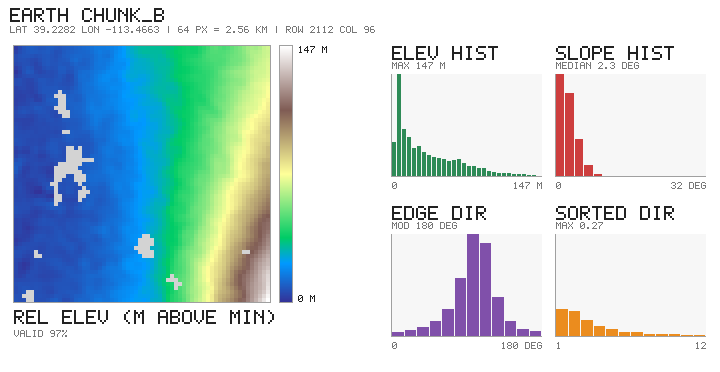 EARTH CHUNK_B
LAT 39.2282 LON -113.4663 | 64 PX = 2.56 KM | ROW 2112 COL 96
147 M
0 M
REL ELEV (M ABOVE MIN)
VALID 97%
ELEV HIST
MAX 147 M
0 147 M
SLOPE HIST
MEDIAN 2.3 DEG
0 32 DEG
EDGE DIR
MOD 180 DEG
0 180 DEG
SORTED DIR
MAX 0.27
1 12